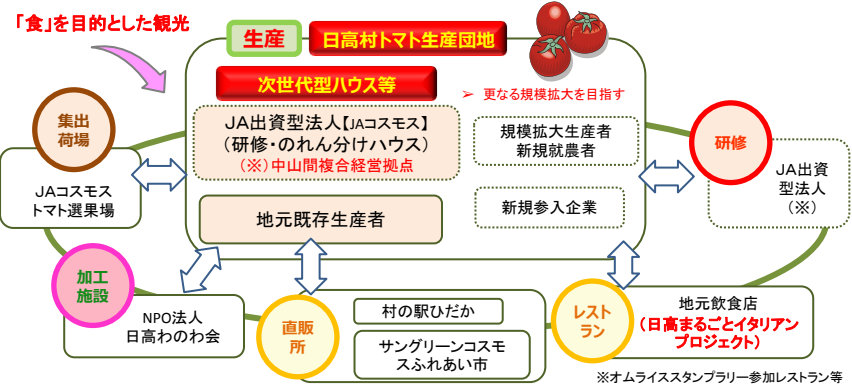 「食」を目的とした観光
生産
日高村トマト生産団地
次世代型ハウス等
➢ 更なる規模拡大を目指す
集出
荷場
JAコスモス
トマト選果場
JA出資型法人【JAコスモス】
(研修・のれん分けハウス)
(※)中山間複合経営拠点
規模拡大生産者
新規就農者
地元既存生産者
新規参入企業
研修
JA出資
型法人
(※)
加工
施設
NPO法人
日高わのわ会
直販
所
村の駅ひだか
サングリーンコスモ
スふれあい市
レスト
ラン
地元飲食店
(日高まるごとイタリアン
プロジェクト)
※オムライススタンプラリー参加レストラン等